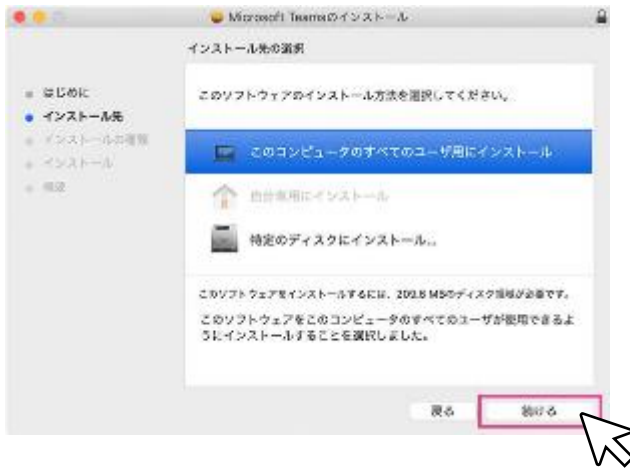 Microsoft Teamsのインストール
インストール先の選択
はじめに
インストール先
インストールの種類
インストール
概要
このソフトウェアのインストール方法を選択してください。
このコンピュータのすべてのユーザ用にインストール
自分専用にインストール
特定のディスクにインストール...
このソフトウェアをインストールするには、209.6 MBのディスク領域が必要です。
このソフトウェアをこのコンピュータのすべてのユーザが使用できるよ
うにインストールすることを選択しました。
戻る
続ける